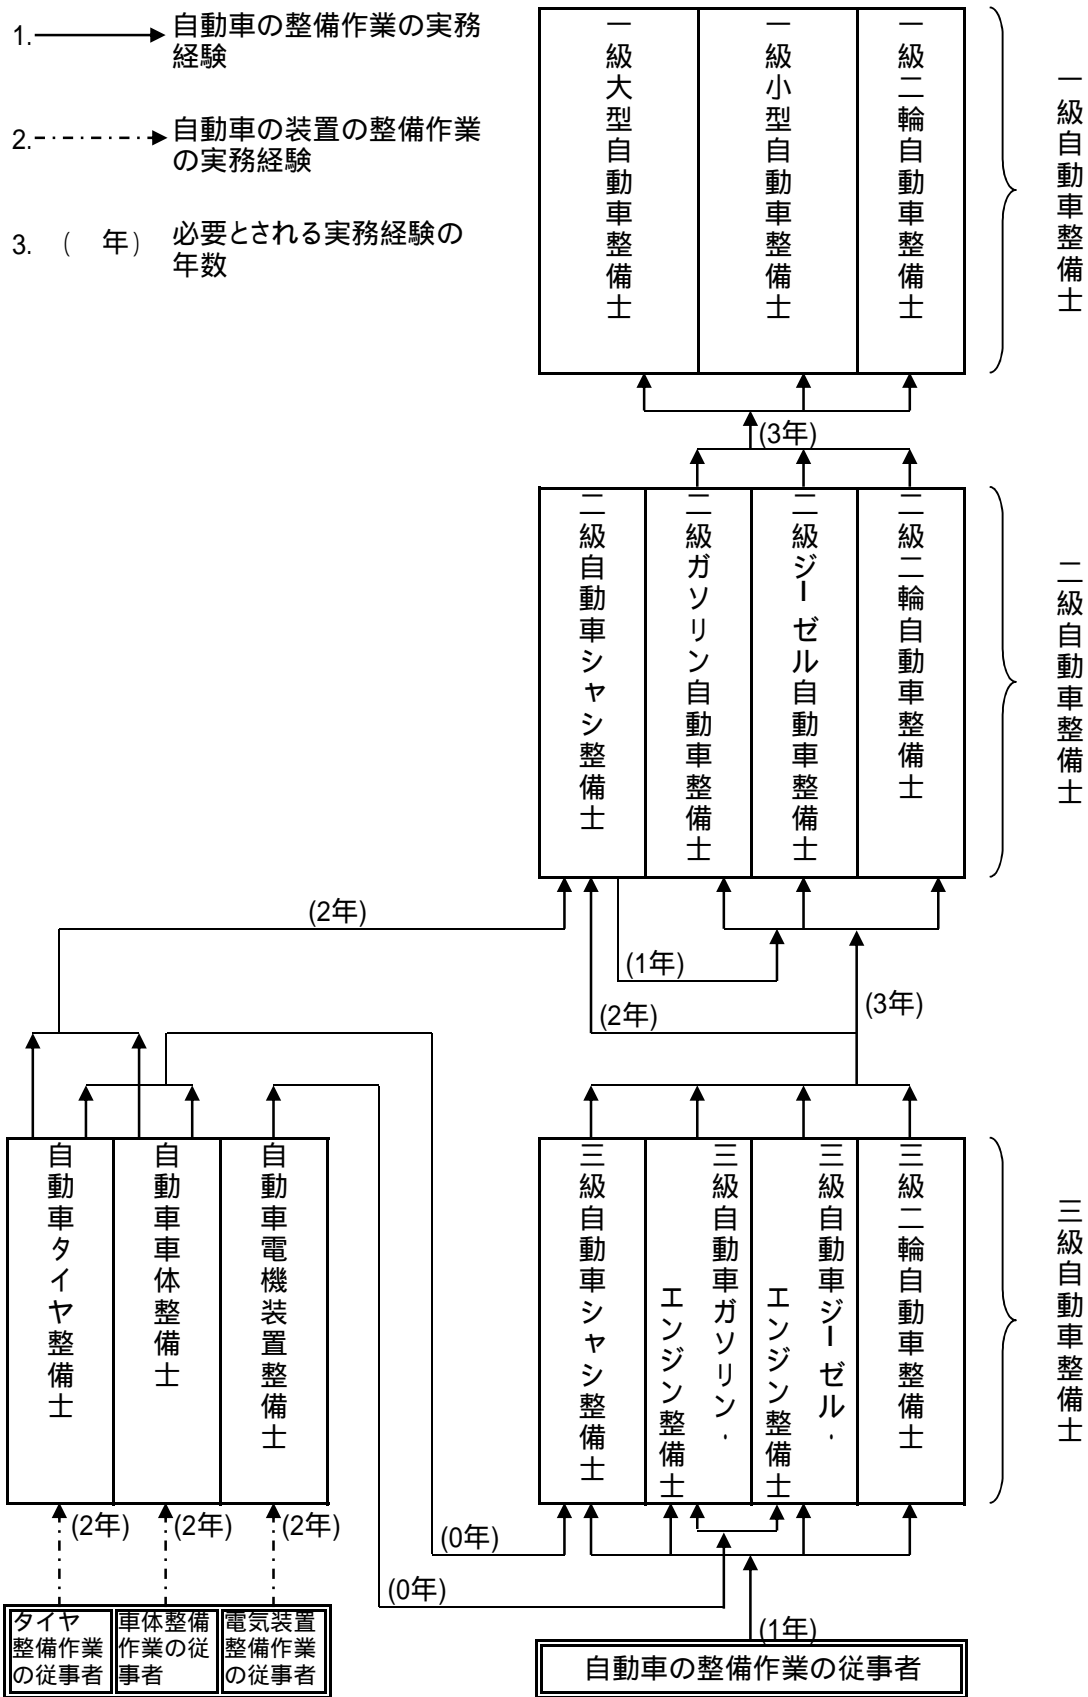 1. 自動車の整備作業の実務
経験
2. 自動車の装置の整備作業
の実務経験
3. ( 年) 必要とされる実務経験の
年数
一級大型自動車整備士
一級小型自動車整備士
一級二輪自動車整備士
一級自動車整備士
(3年)
二級自動車シャシ整備士
二級ガソリン自動車整備士
二級ジーゼル自動車整備士
二級二輪自動車整備士
二級自動車整備士
(2年)
(1年)
(2年)
(3年)
自動車タイヤ整備士
自動車車体整備士
自動車電機装置整備士
三級自動車シャシ整備士
三級自動車ガソリン・
エンジン整備士
三級自動車ジーゼル・
エンジン整備士
三級二輪自動車整備士
三級自動車整備士
(2年)
(2年)
(2年)
(0年)
(0年)
(1年)
タイヤ
整備作業
の従事者
車体整備
作業の従
事者
電気装置
整備作業
の従事者
自動車の整備作業の従事者